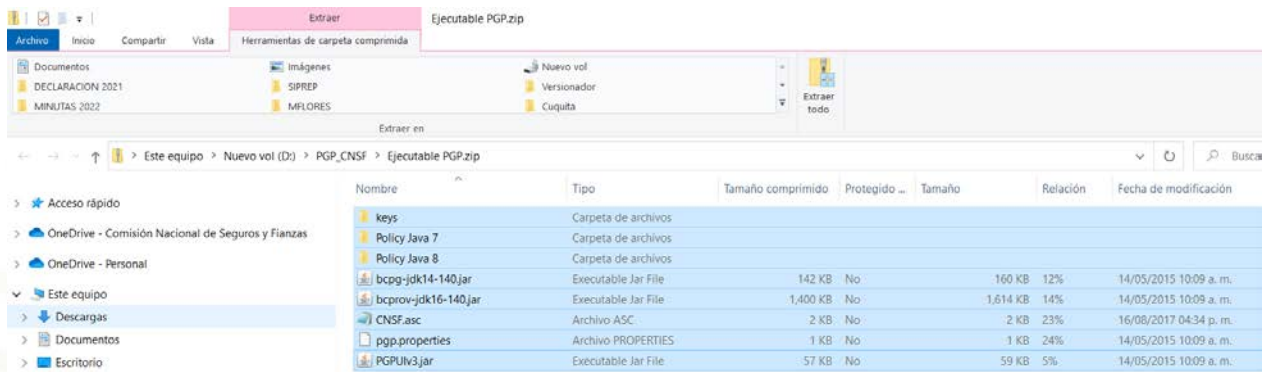 Extraer
Ejecutable PGP.zip
Archivo Inicio Compartir Vista Herramientas de carpeta comprimida
Documentos Imágenes Nuevo vol
DECLARACION 2021 SIPREP Versionador
MINUTAS 2022 MFLORES Cuquita
Extraer todo
Extraer en
Este equipo > Nuevo vol (D:) > PGP_CNSF > Ejecutable PGP.zip
Busca
Nombre Tipo Tamaño comprimido Protegido ... Tamaño Relación Fecha de modificación
Acceso rápido
OneDrive - Comisión Nacional de Seguros y Fianzas
OneDrive - Personal
Este equipo
Descargas
Documentos
Escritorio
keys Carpeta de archivos
Policy Java 7 Carpeta de archivos
Policy Java 8 Carpeta de archivos
bcpg-jdk14-140.jar Executable Jar File 142 KB No 160 KB 12% 14/05/2015 10:09 a. m.
bcprov-jdk16-140.jar Executable Jar File 1,400 KB No 1,614 KB 14% 14/05/2015 10:09 a. m.
CNSF.asc Archivo ASC 2 KB No 2 KB 23% 16/08/2017 04:34 p. m.
pgp.properties Archivo PROPERTIES 1 KB No 1 KB 24% 14/05/2015 10:09 a. m.
PGPUIv3.jar Executable Jar File 57 KB No 59 KB 5% 14/05/2015 10:09 a. m.